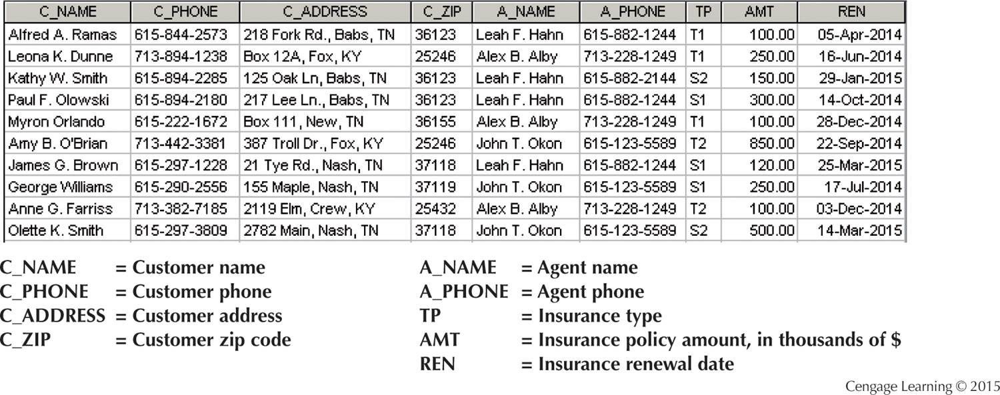 C_NAME C_PHONE C_ADDRESS C_ZIP A_NAME A_PHONE TP AMT REN
Alfred A. Ramas 615-844-2573 218 Fork Rd., Babs, TN 36123 Leah F. Hahn 615-882-1244 T1 100.00 05-Apr-2014
Leona K. Dunne 713-894-1238 Box 12A, Fox, KY 25246 Alex B. Alby 713-228-1249 T1 250.00 16-Jun-2014
Kathy W. Smith 615-894-2285 125 Oak Ln, Babs, TN 36123 Leah F. Hahn 615-882-2144 S2 150.00 29-Jan-2015
Paul F. Olowski 615-894-2180 217 Lee Ln., Babs, TN 36123 Leah F. Hahn 615-882-1244 S1 300.00 14-Oct-2014
Myron Orlando 615-222-1672 Box 111, New, TN 36155 Alex B. Alby 713-228-1249 T1 100.00 28-Dec-2014
Amy B. O'Brian 713-442-3381 387 Troll Dr., Fox, KY 25246 John T. Okon 615-123-5589 T2 850.00 22-Sep-2014
James G. Brown 615-297-1228 21 Tye Rd., Nash, TN 37118 Leah F. Hahn 615-882-1244 S1 120.00 25-Mar-2015
George Williams 615-290-2556 155 Maple, Nash, TN 37119 John T. Okon 615-123-5589 S1 250.00 17-Jul-2014
Anne G. Farriss 713-382-7185 2119 Elm, Crew, KY 25432 Alex B. Alby 713-228-1249 T2 100.00 03-Dec-2014
Olette K. Smith 615-297-3809 2782 Main, Nash, TN 37118 John T. Okon 615-123-5589 S2 500.00 14-Mar-2015
C_NAME = Customer name A_NAME = Agent name
C_PHONE = Customer phone A_PHONE = Agent phone
C_ADDRESS = Customer address TP = Insurance type
C_ZIP = Customer zip code AMT = Insurance policy amount, in thousands of $
REN = Insurance renewal date
Cengage Learning © 2015